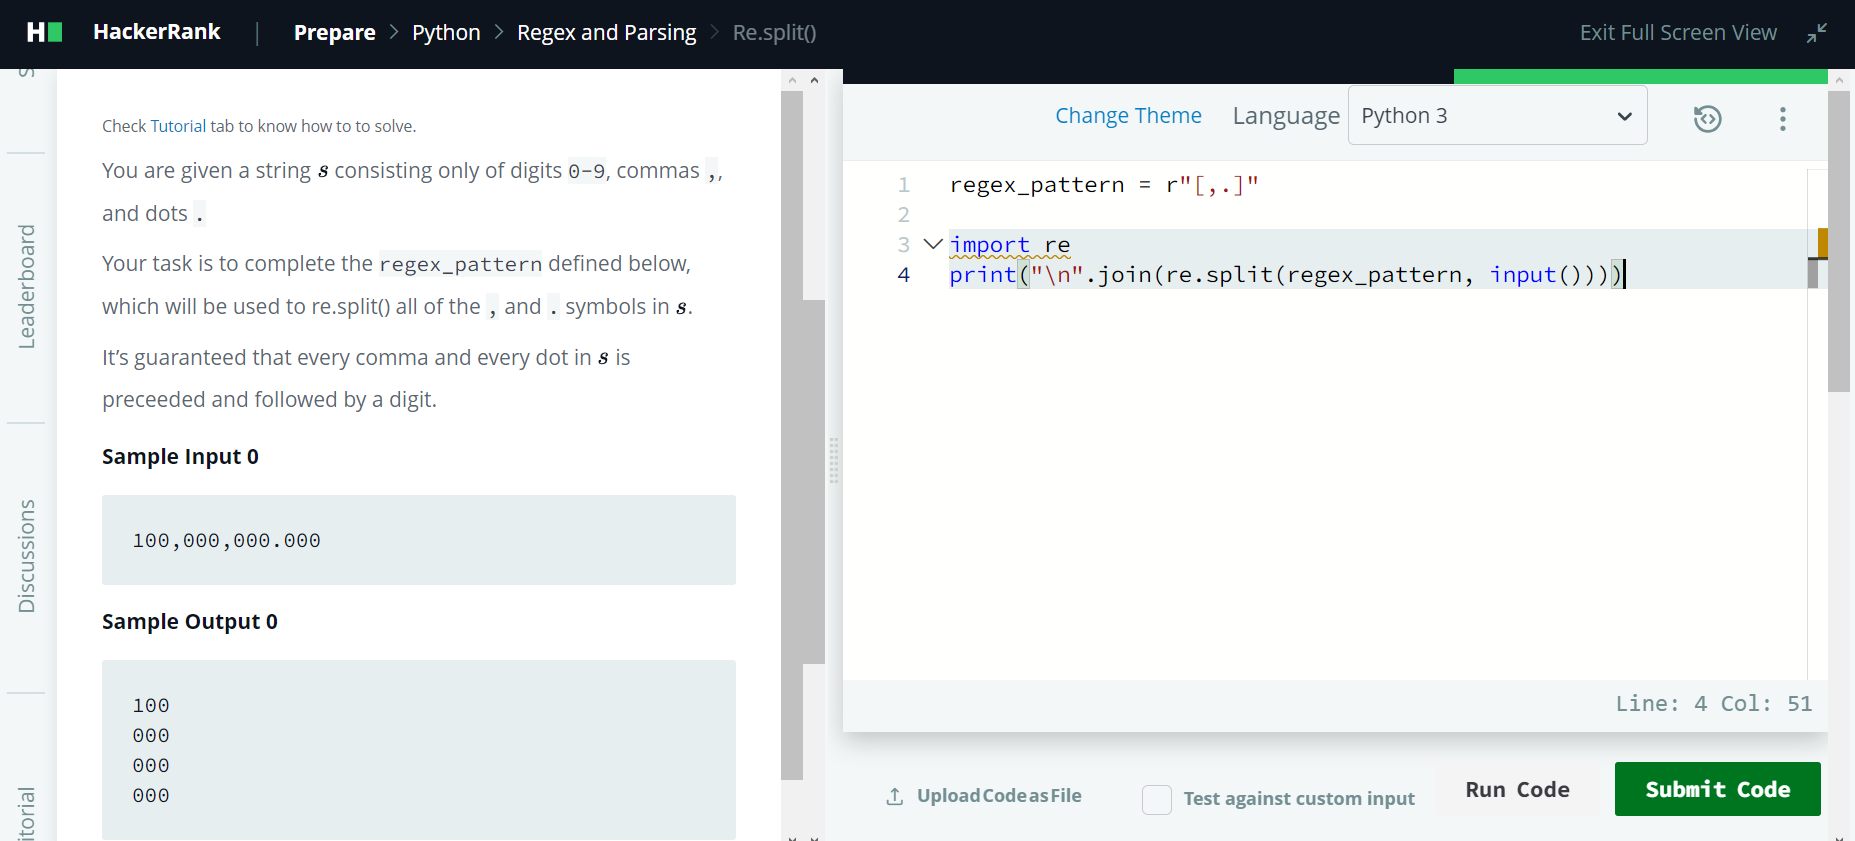 HackerRank | Prepare > Python > Regex and Parsing > Re.split() Exit Full Screen View
Leaderboard
Discussions
itorial
Check Tutorial tab to know how to to solve.
You are given a string s consisting only of digits 0-9, commas ,,
and dots .
Your task is to complete the regex_pattern defined below,
which will be used to re.split() all of the , and . symbols in s.
It’s guaranteed that every comma and every dot in s is
preceeded and followed by a digit.
Sample Input 0
100,000,000.000
Sample Output 0
100
000
000
000
Change Theme Language Python 3
1 regex_pattern = r"[,.]"
2
3 import re
4 print("\n".join(re.split(regex_pattern, input())))
Line: 4 Col: 51
Upload Code as File Test against custom input Run Code Submit Code